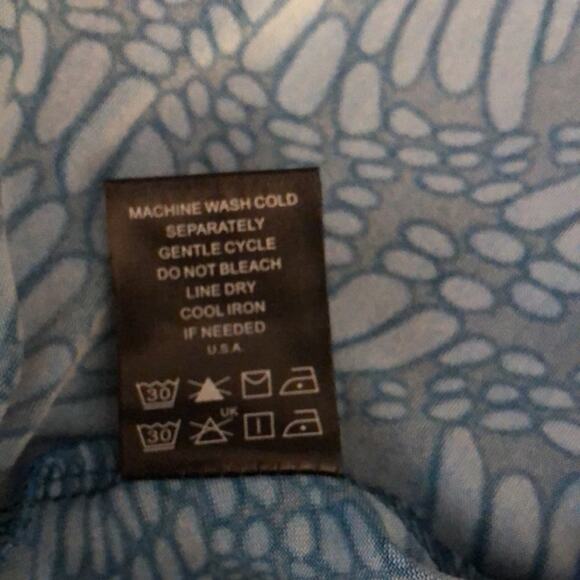 MACHINE WASH COLD
SEPARATELY
GENTLE CYCLE
DO NOT BLEACH
LINE DRY
COOL IRON
IF NEEDED
U.S.A
30
UK
30